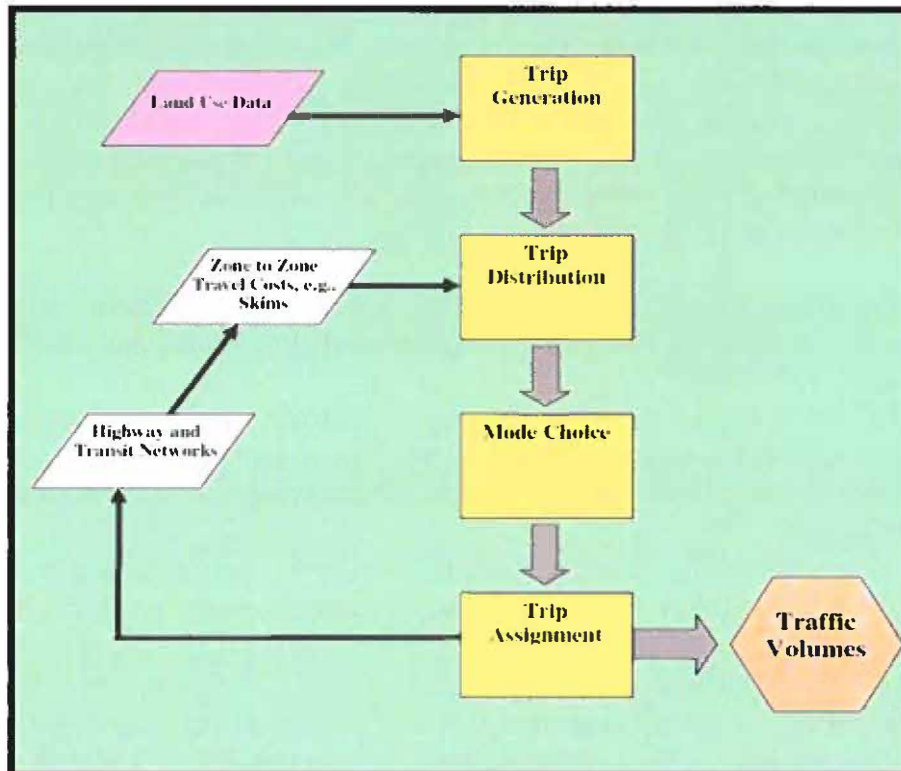 Trip
Generation
Land Use Data
Trip
Distribution
Zone to Zone
Travel Costs, e.g.,
Skims
Highway and
Transit Networks
Mode Choice
Trip
Assignment
Traffic
Volumes